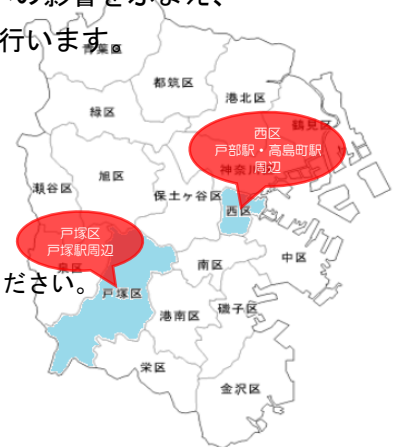 の影響をふまえ、
行います。
青葉区
都筑区
港北区
緑区
鶴見区
西区
戸部駅・高島町駅
周辺
神奈川
旭区
瀬谷区
保土ヶ谷区
西区
戸塚区
戸塚駅周辺
泉区
南区
中区
ださい。
戸塚区
港南区
磯子区
栄区
金沢区